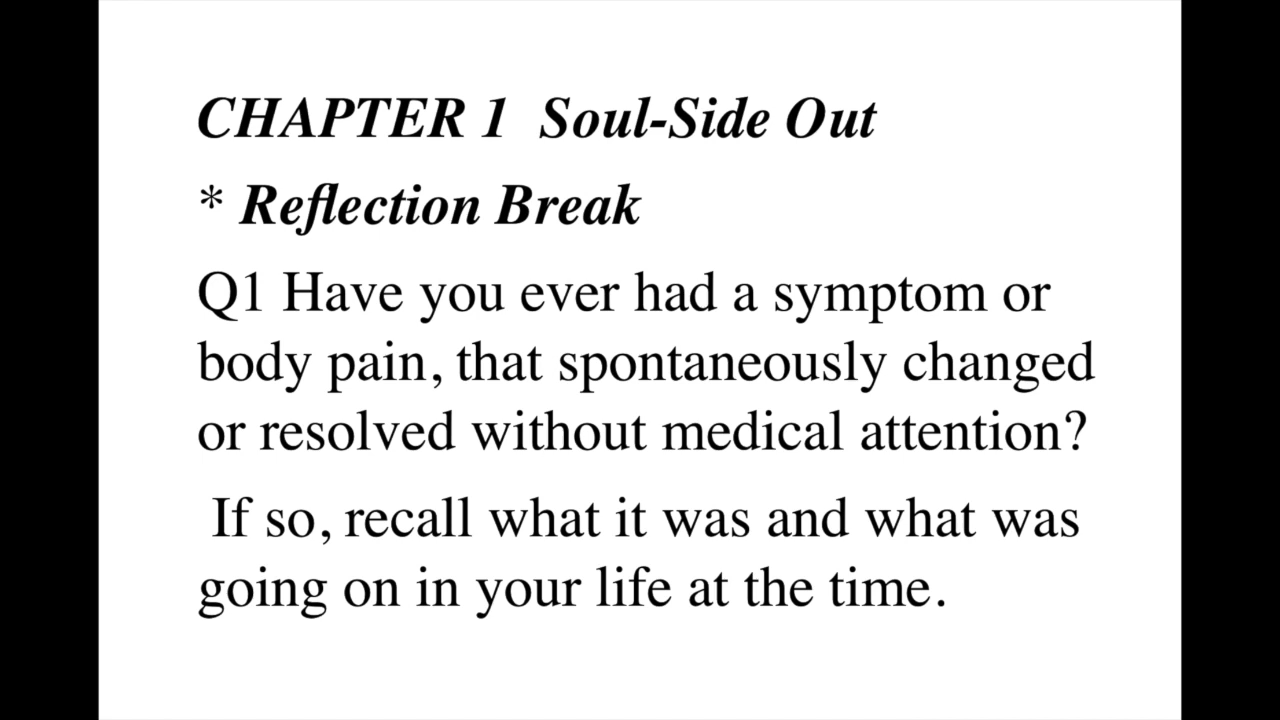 CHAPTER 1 Soul-Side Out
* Reflection Break
Q1 Have you ever had a symptom or
body pain, that spontaneously changed
or resolved without medical attention?
If so, recall what it was and what was
going on in your life at the time.